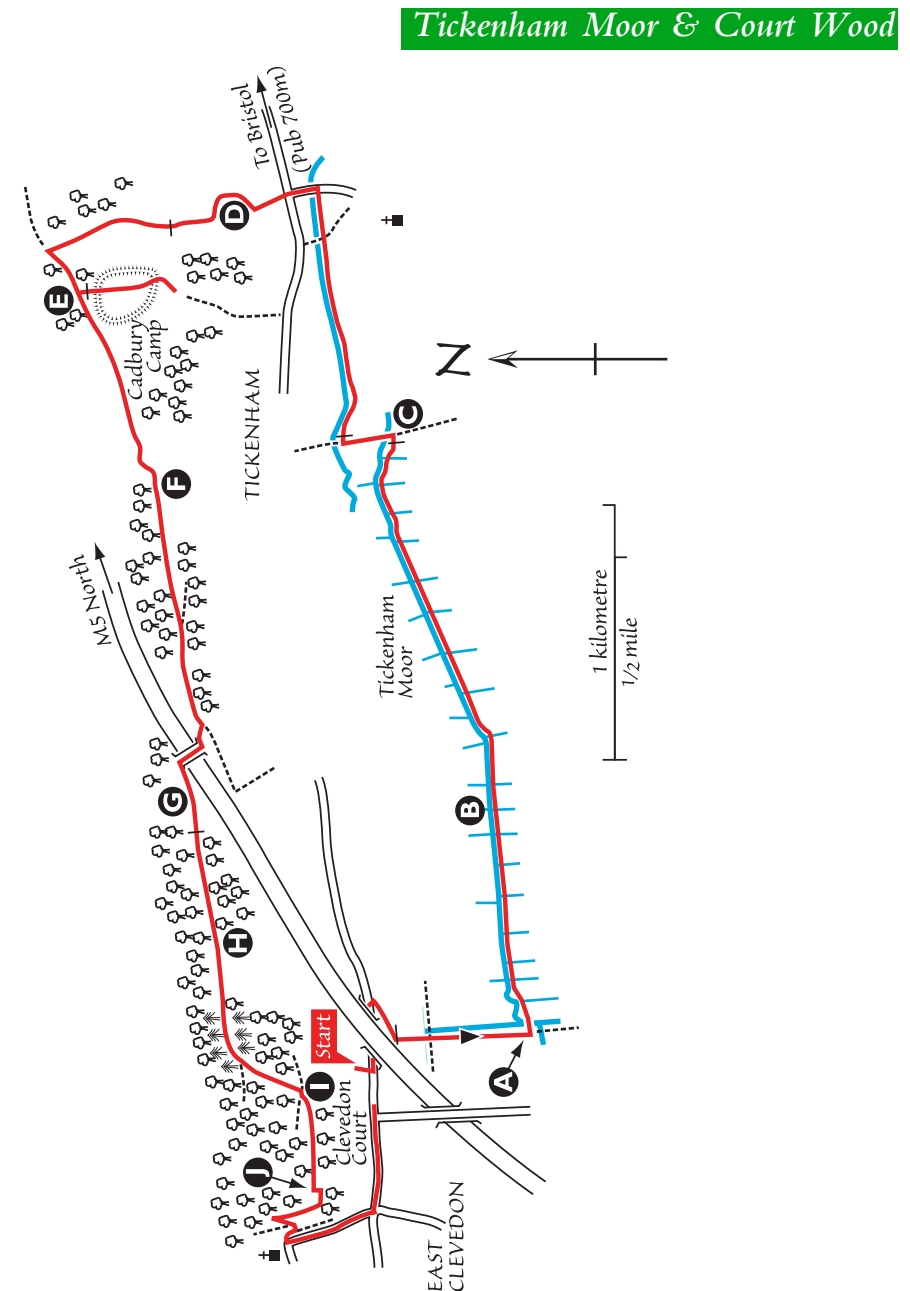 Tickenham Moor & Court Wood
To Bristol
(Pub 700m)
D
E
Cadbury
Camp
N
C
TICKENHAM
F
M5 North
Tickenham
Moor
1 kilometre
1/2 mile
G
B
H
Start
A
I
Clevedon
Court
J
EAST
CLEVEDON